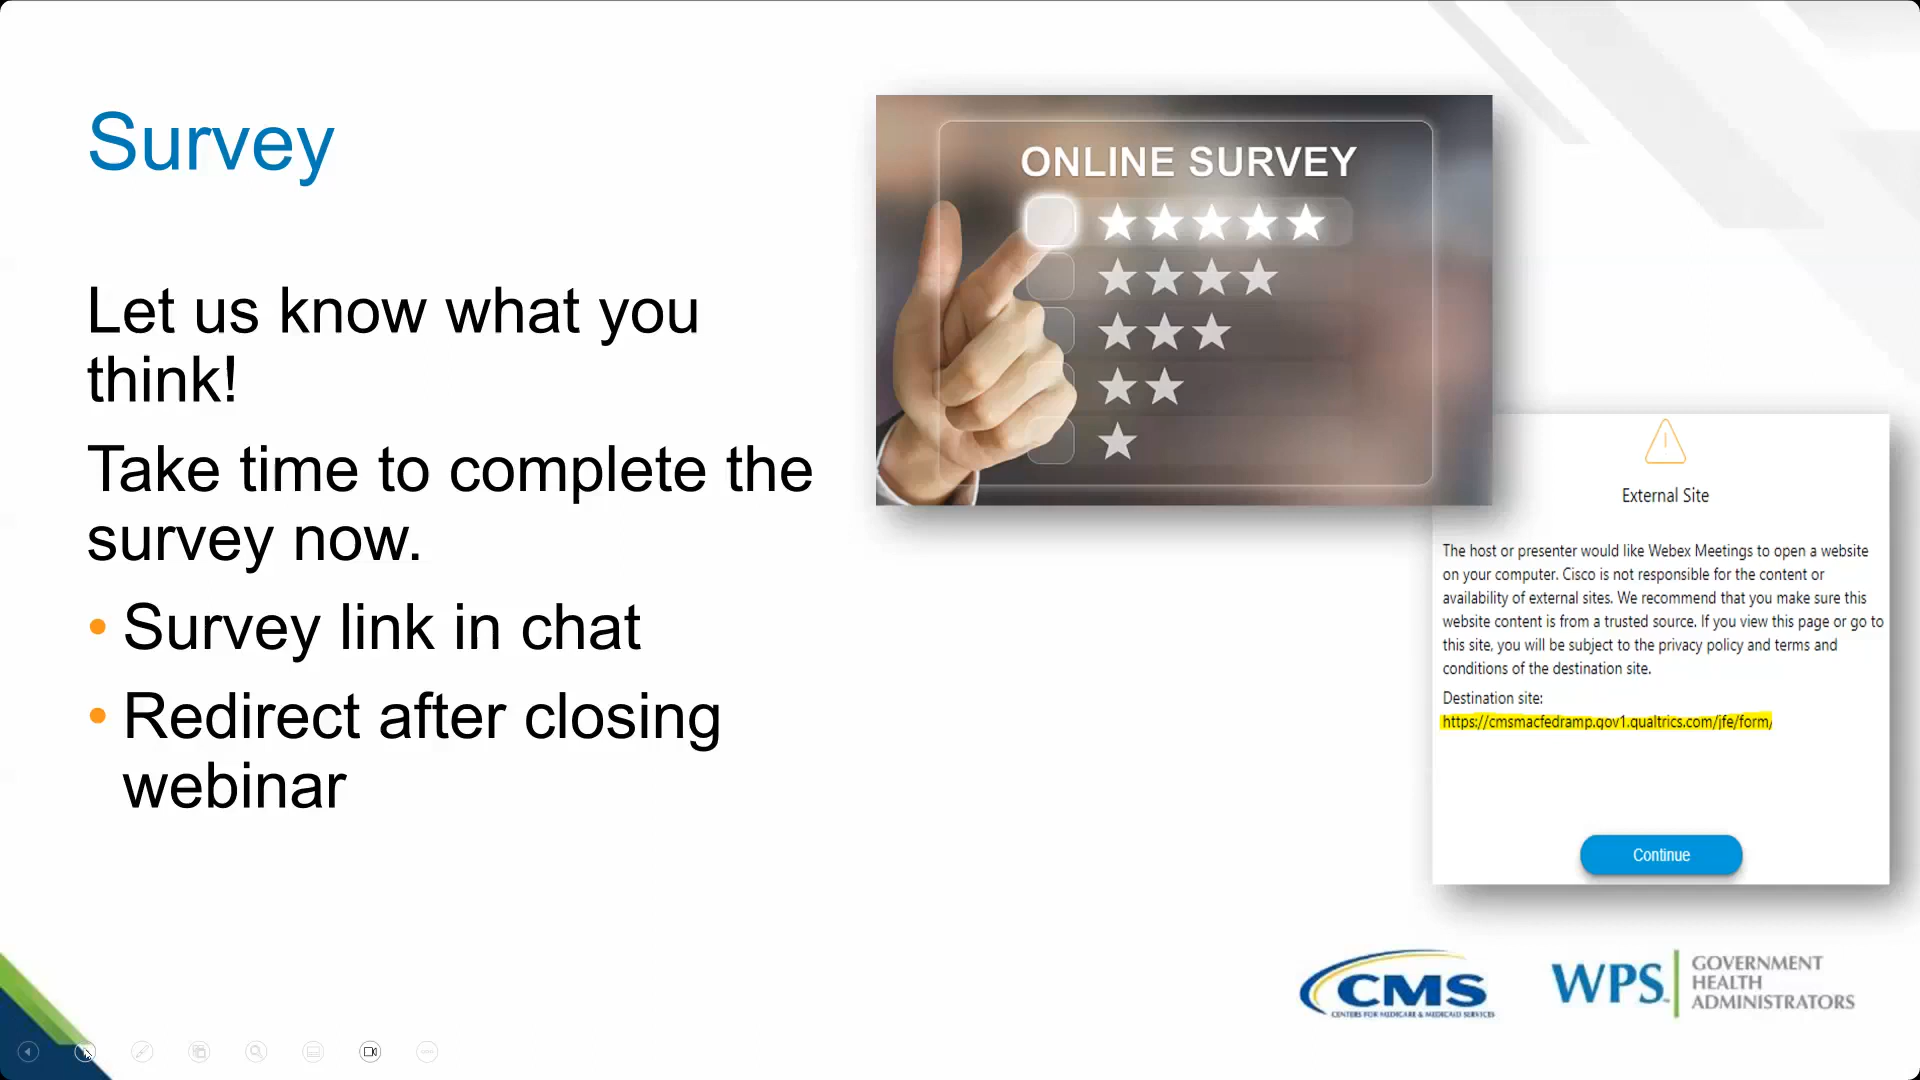 Survey
Let us know what you
think!
Take time to complete the
survey now.
• Survey link in chat
• Redirect after closing
webinar
ONLINE SURVEY
External Site
The host or presenter would like Webex Meetings to open a website
on your computer. Cisco is not responsible for the content or
availability of external sites. We recommend that you make sure this
website content is from a trusted source. If you view this page or go to
this site, you will be subject to the privacy policy and terms and
conditions of the destination site.
Destination site:
https://cmsmacfedramp.gov1.qualtrics.com/jfe/form/
Continue
CMS
CENTERS FOR MEDICARE & MEDICAID SERVICES
WPS
GOVERNMENT
HEALTH
ADMINISTRATORS